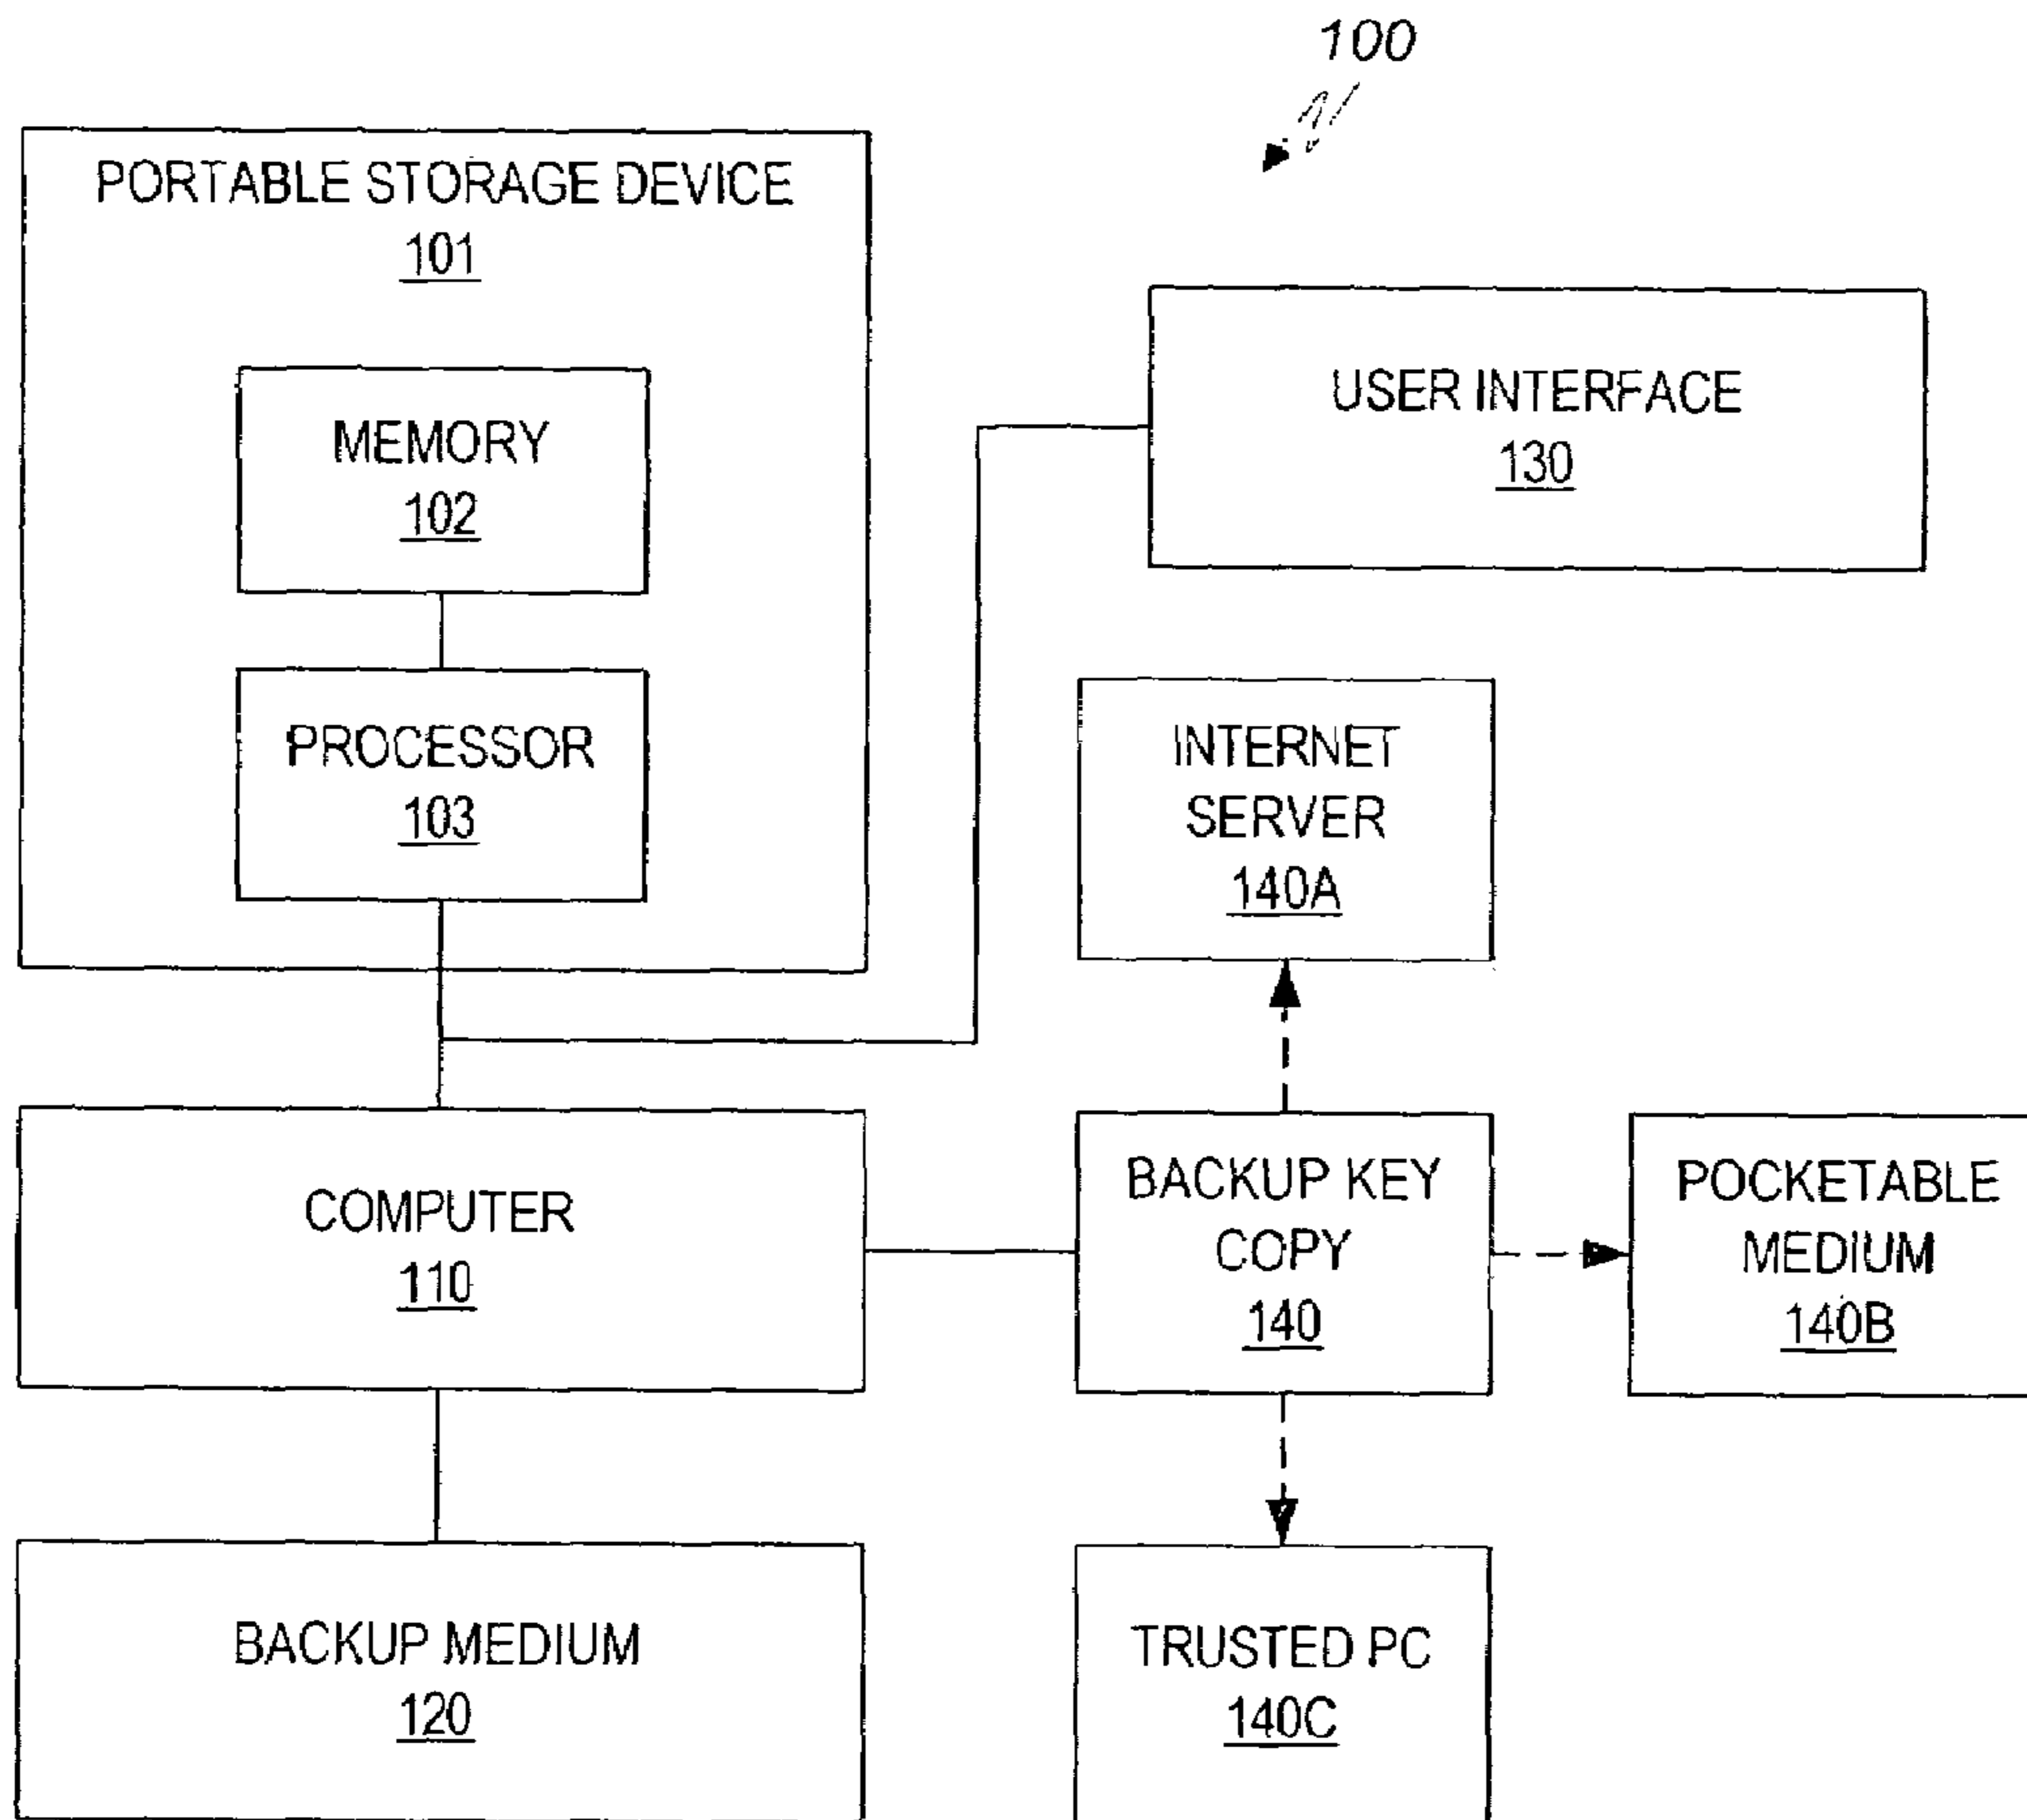 100
PORTABLE STORAGE DEVICE
101
MEMORY
102
PROCESSOR
103
USER INTERFACE
130
INTERNET
SERVER
140A
COMPUTER
110
BACKUP KEY
COPY
140
POCKETABLE
MEDIUM
140B
BACKUP MEDIUM
120
TRUSTED PC
140C